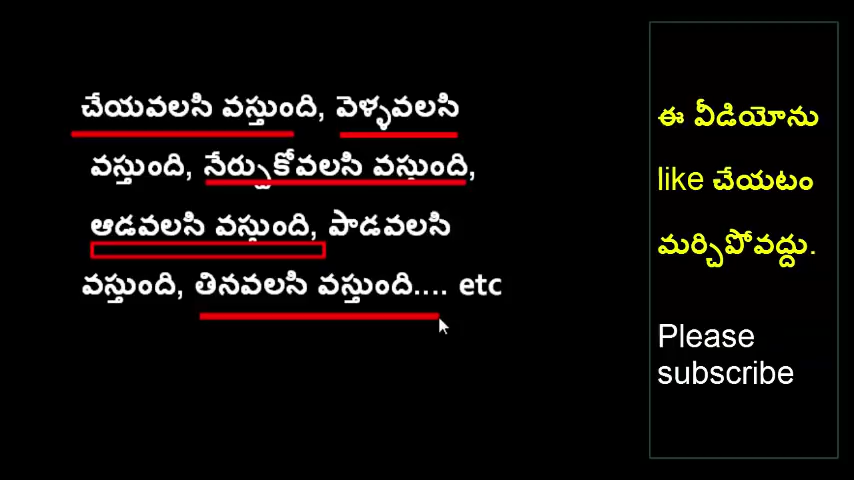 చేయవలసి వస్తుంది, వెళ్ళవలసి
వస్తుంది, నేర్చుకోవలసి వస్తుంది,
ఆడవలసి వస్తుంది, పాడవలసి
వస్తుంది, తినవలసి వస్తుంది.... etc
ఈ వీడియోను
like చేయటం
మర్చిపోవద్దు.
Please
subscribe